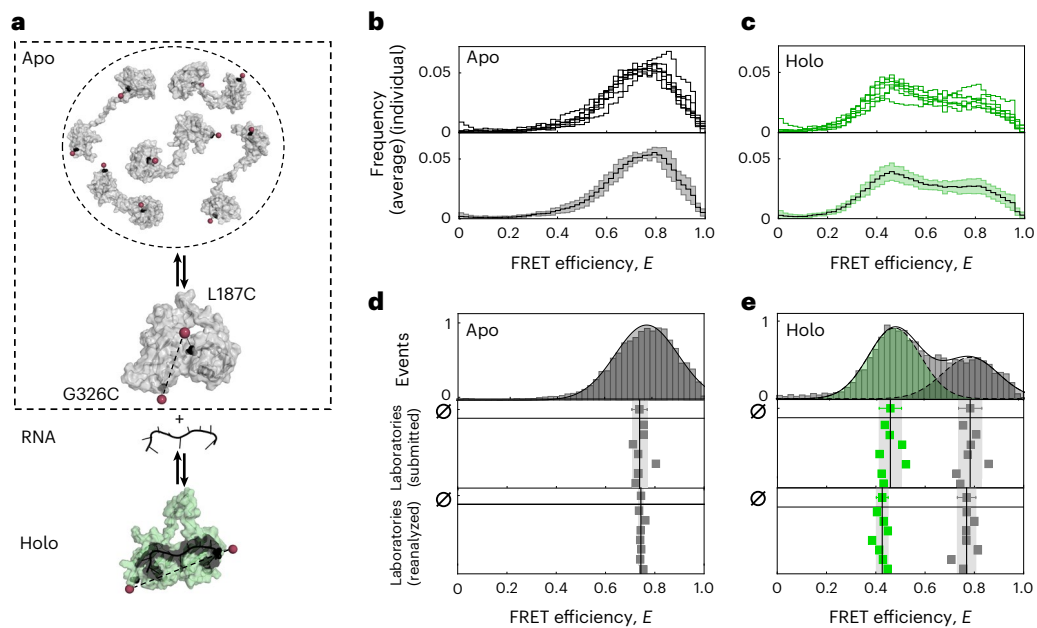 a
Apo
L187C
G326C
+
RNA
Holo
b
Apo
Frequency
(average) (individual)
0.05
0
0.05
0
0 0.2 0.4 0.6 0.8 1.0
FRET efficiency, E
c
Holo
0.05
0
0.05
0
0 0.2 0.4 0.6 0.8 1.0
FRET efficiency, E
d
Apo
Events
1
0
Ø
Laboratories
(submitted)
Ø
Laboratories
(reanalyzed)
0 0.2 0.4 0.6 0.8 1.0
FRET efficiency, E
e
Holo
1
0
Ø
Ø
0 0.2 0.4 0.6 0.8 1.0
FRET efficiency, E